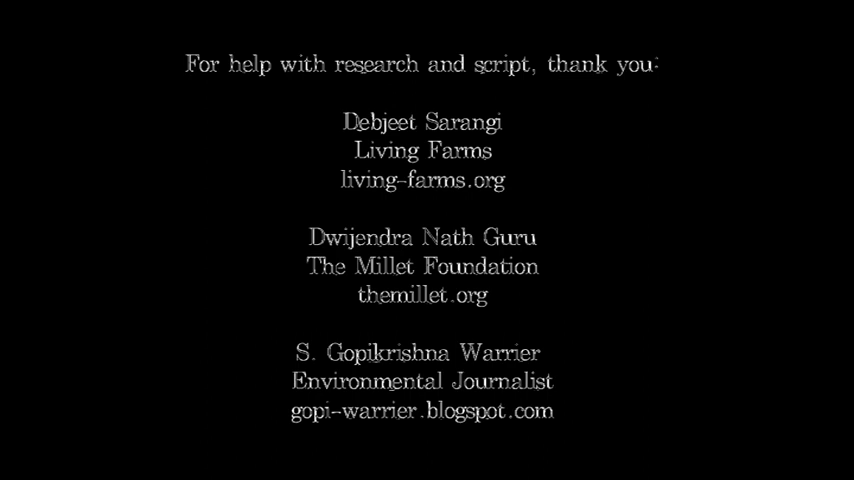 For help with research and script, thank you:
Debjeet Sarangi
Living Farms
living-farms.org
Dwijendra Nath Guru
The Millet Foundation
themillet.org
S. Gopikrishna Warrier
Environmental Journalist
gopi-warrier.blogspot.com